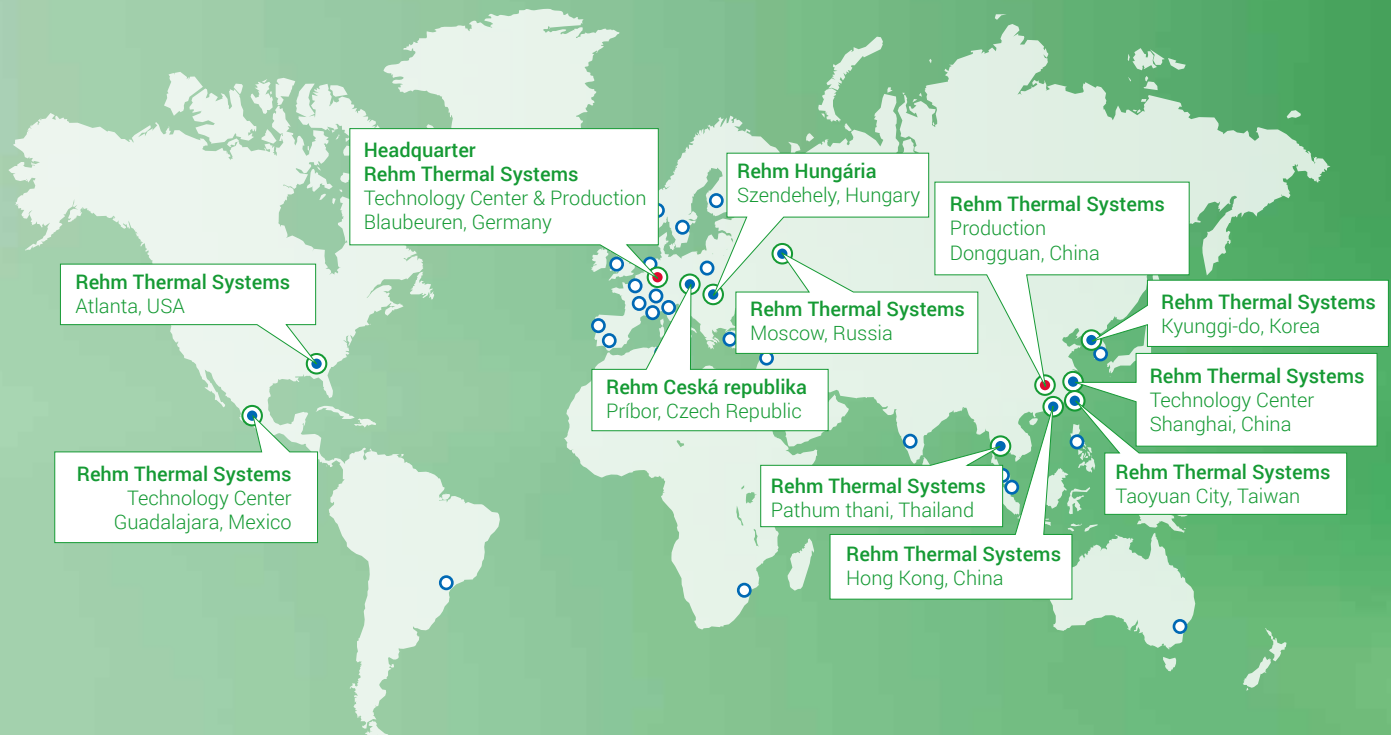 Headquarter
Rehm Thermal Systems
Technology Center & Production
Blaubeuren, Germany
Rehm Hungária
Szendehely, Hungary
Rehm Thermal Systems
Production
Dongguan, China
Rehm Thermal Systems
Atlanta, USA
Rehm Thermal Systems
Moscow, Russia
Rehm Thermal Systems
Kyunggi-do, Korea
Rehm Ceská republika
Príbor, Czech Republic
Rehm Thermal Systems
Technology Center
Shanghai, China
Rehm Thermal Systems
Technology Center
Guadalajara, Mexico
Rehm Thermal Systems
Pathum thani, Thailand
Rehm Thermal Systems
Taoyuan City, Taiwan
Rehm Thermal Systems
Hong Kong, China